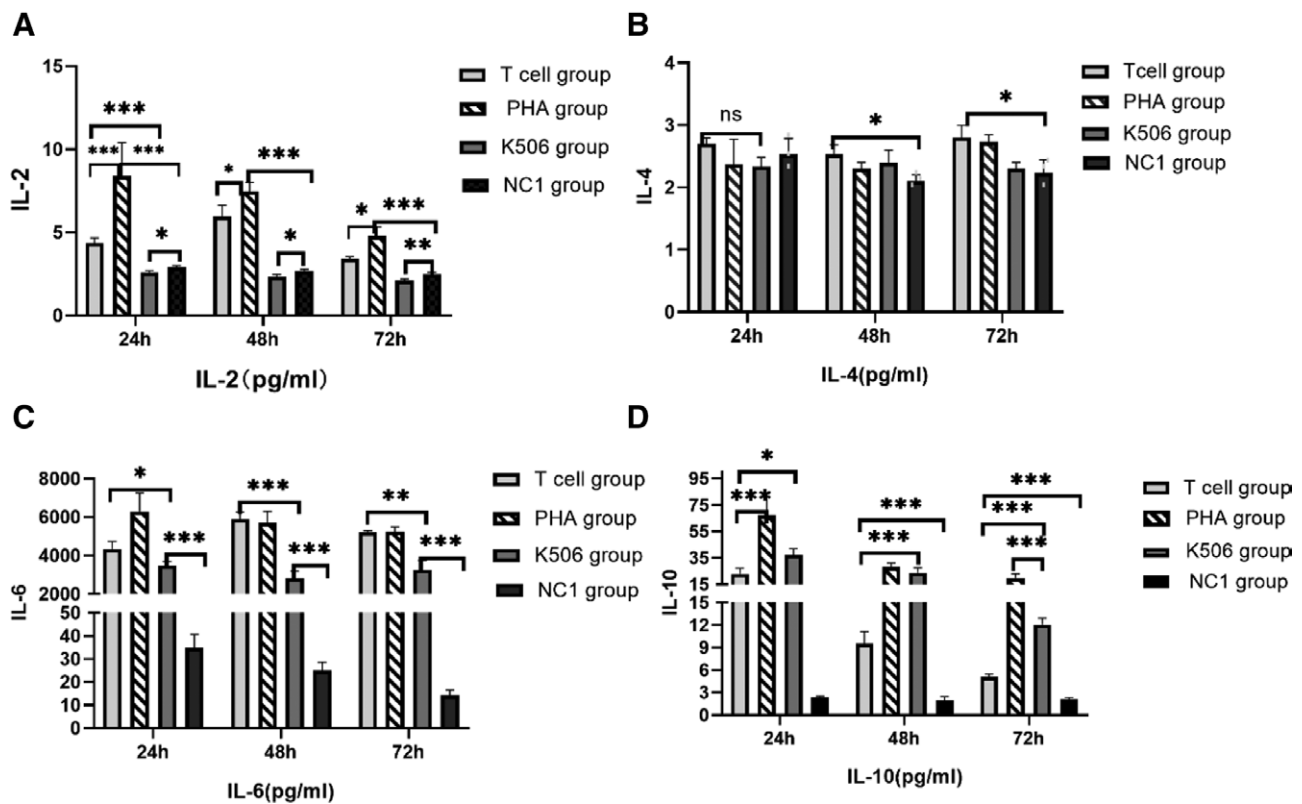 A
IL-2
15
10
5
0
***
***
***
*
*
***
*
*
***
**
24h
48h
72h
IL-2（pg/ml）
T cell group
PHA group
K506 group
NC1 group
B
IL-4
4
3
2
1
0
ns
*
*
24h
48h
72h
IL-4(pg/ml)
Tcell group
PHA group
K506 group
NC1 group
C
IL-6
8000
6000
4000
2000
50
40
30
20
10
0
*
***
***
***
**
***
24h
48h
72h
IL-6(pg/ml)
T cell group
PHA group
K506 group
NC1 group
D
IL-10
95
75
55
35
15
15
12
9
6
3
0
*
***
***
***
***
***
***
24h
48h
72h
IL-10(pg/ml)
T cell group
PHA group
K506 group
NC1 group